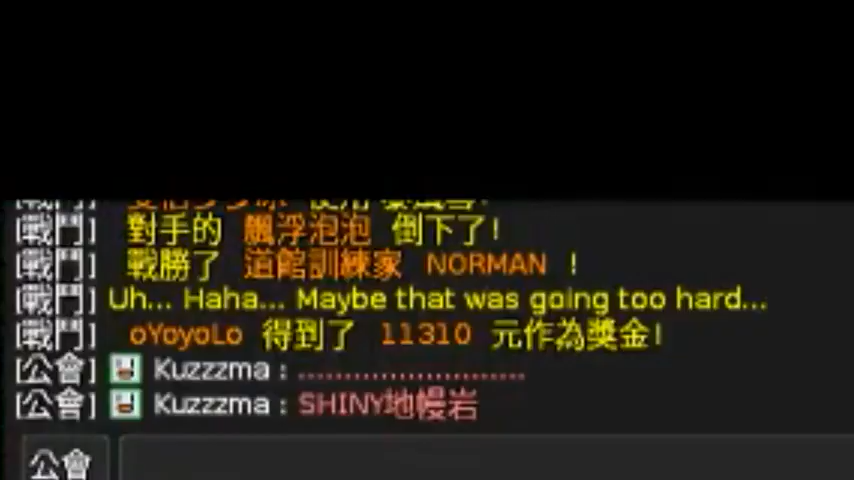 [戰鬥] 對手的 飄浮泡泡 倒下了!
[戰鬥] 戰勝了 道館訓練家 NORMAN !
[戰鬥] Uh... Haha... Maybe that was going too hard...
[戰鬥] oYoyoLo 得到了 11310 元作為獎金!
[公會] Kuzzzma : ........................
[公會] Kuzzzma : SHINY地幔岩
公會